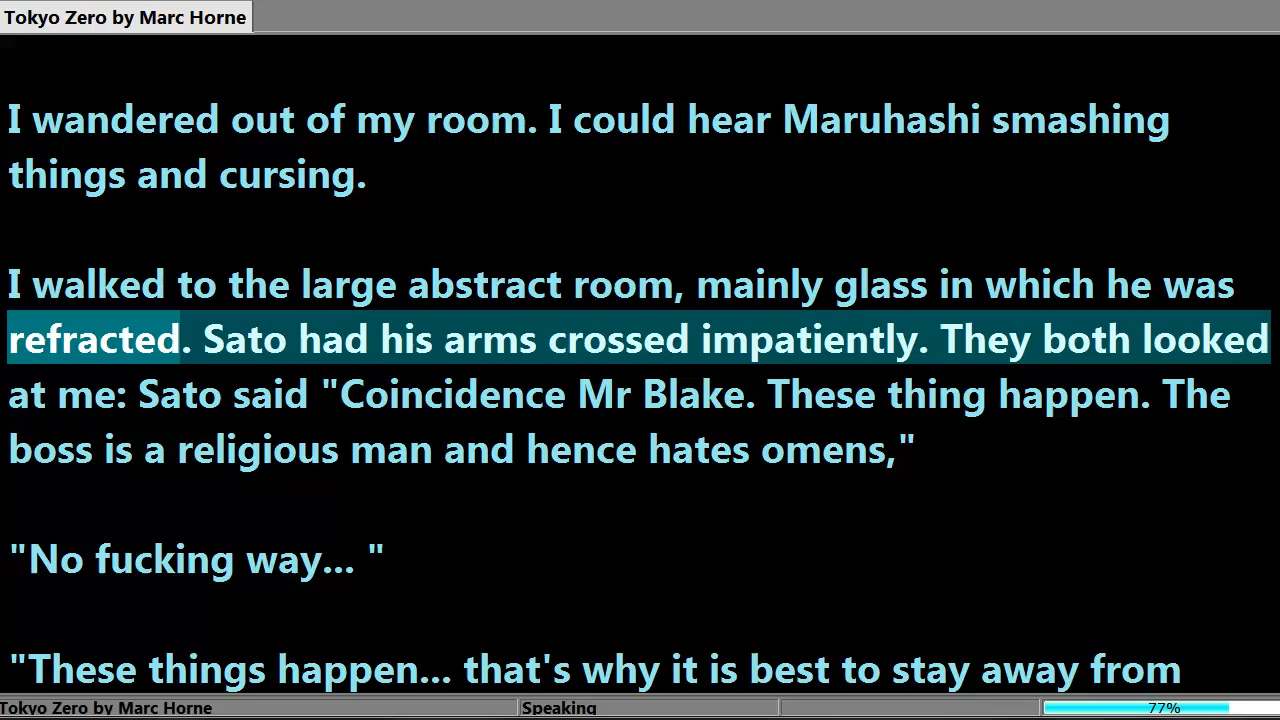 Tokyo Zero by Marc Horne
I wandered out of my room. I could hear Maruhashi smashing
things and cursing.
I walked to the large abstract room, mainly glass in which he was
refracted. Sato had his arms crossed impatiently. They both looked
at me: Sato said "Coincidence Mr Blake. These thing happen. The
boss is a religious man and hence hates omens,"
"No fucking way... "
"These things happen... that's why it is best to stay away from
Tokyo Zero by Marc Horne
Speaking
77%